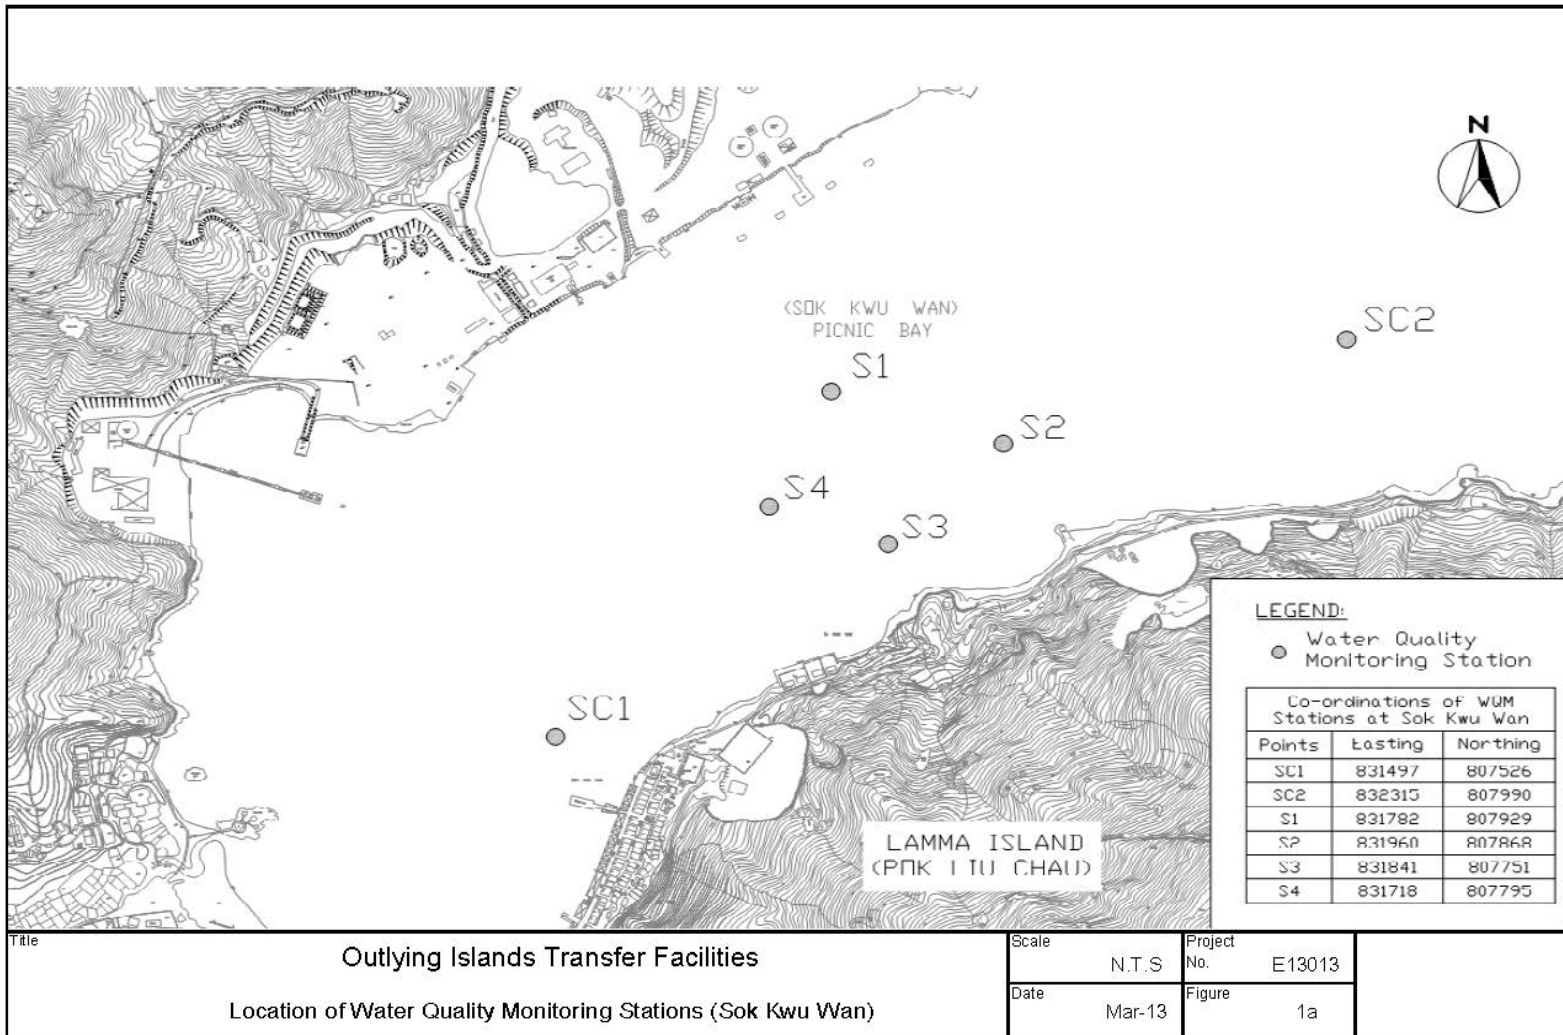 N
(SOK KWU WAN)
PICNIC BAY
SC2
S1
S2
S4
S3
SC1
LAMMA ISLAND
(POK LIU CHAU)
LEGEND:
Water Quality
Monitoring Station
Co-ordinations of WQM
Stations at Sok Kwu Wan
Points Easting Northing
SC1 831497 807526
SC2 832315 807990
S1 831782 807929
S2 831960 807868
S3 831841 807751
S4 831718 807795
Title
Outlying Islands Transfer Facilities
Location of Water Quality Monitoring Stations (Sok Kwu Wan)
Scale
N.T.S
Project
No. E13013
Date
Mar-13
Figure
1a